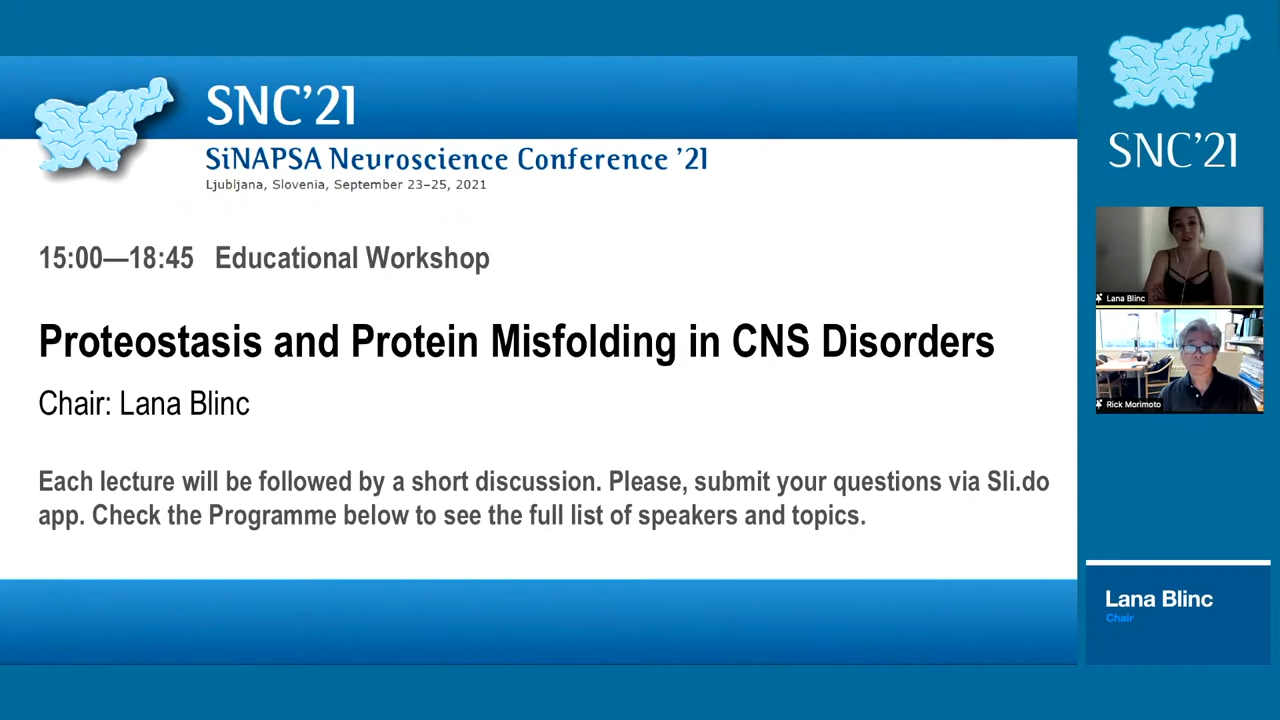 SNC’21
SiNAPSA Neuroscience Conference ’21
Ljubljana, Slovenia, September 23–25, 2021
15:00—18:45 Educational Workshop
Proteostasis and Protein Misfolding in CNS Disorders
Chair: Lana Blinc
Each lecture will be followed by a short discussion. Please, submit your questions via Sli.do
app. Check the Programme below to see the full list of speakers and topics.
SNC’21
Lana Blinc
Rick Morimoto
Lana Blinc
Chair